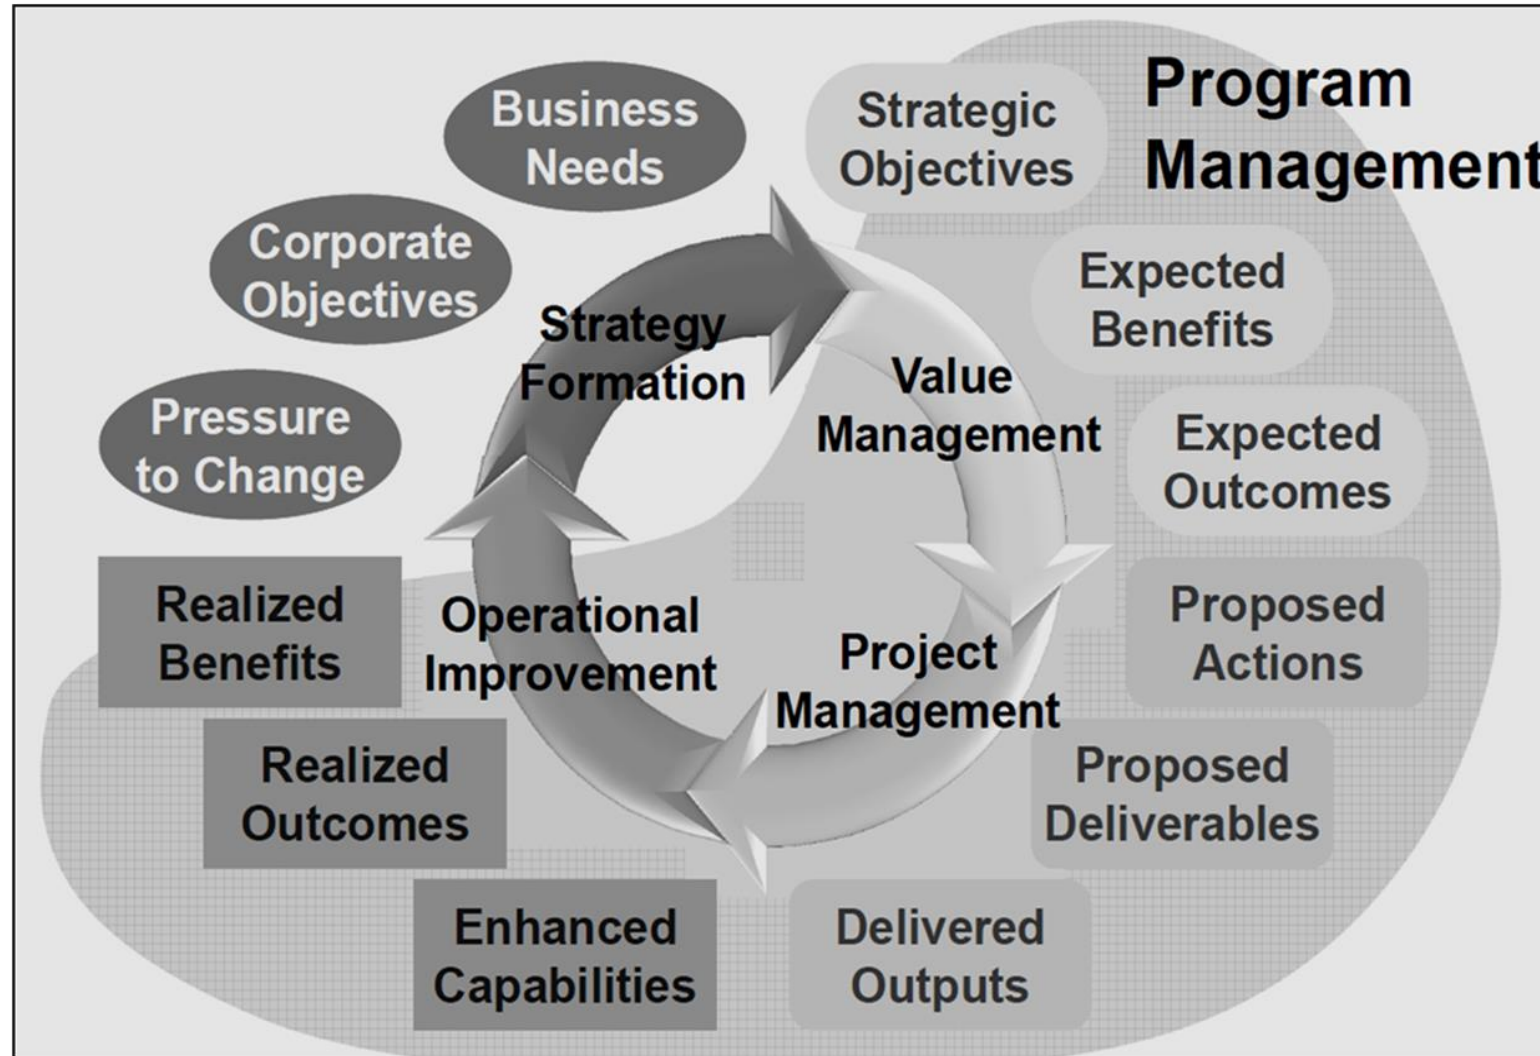 Program
Management
Business
Needs
Strategic
Objectives
Corporate
Objectives
Expected
Benefits
Strategy
Formation
Value
Management
Pressure
to Change
Expected
Outcomes
Realized
Benefits
Operational
Improvement
Project
Management
Proposed
Actions
Realized
Outcomes
Proposed
Deliverables
Enhanced
Capabilities
Delivered
Outputs